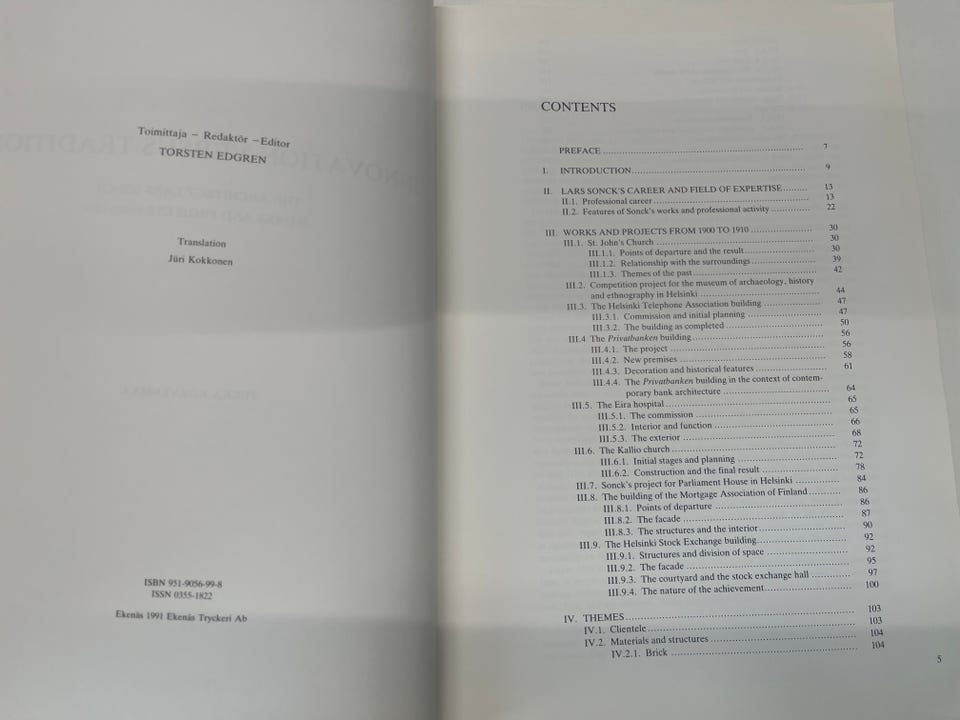 Toimittaja – Redaktör –Editor
TORSTEN EDGREN
Translation
Jüri Kokkonen
ISBN 951-9056-99-8
ISSN 0355-1822
Ekenäs 1991 Ekenäs Tryckeri Ab
CONTENTS
PREFACE 7
I. INTRODUCTION 9
II. LARS SONCK'S CAREER AND FIELD OF EXPERTISE 13
II.1. Professional career 13
II.2. Features of Sonck's works and professional activity 22
III. WORKS AND PROJECTS FROM 1900 TO 1910 30
III.1. St. John's Church 30
III.1.1. Points of departure and the result 30
III.1.2. Relationship with the surroundings 39
III.1.3. Themes of the past 42
III.2. Competition project for the museum of archaeology, history
and ethnography in Helsinki 44
III.3. The Helsinki Telephone Association building 47
III.3.1. Commission and initial planning 47
III.3.2. The building as completed 50
III.4 The Privatbanken building 56
III.4.1. The project 56
III.4.2. New premises 58
III.4.3. Decoration and historical features 61
III.4.4. The Privatbanken building in the context of contem-
porary bank architecture 64
III.5. The Eira hospital 65
III.5.1. The commission 65
III.5.2. Interior and function 66
III.5.3. The exterior 68
III.6. The Kallio church 72
III.6.1. Initial stages and planning 72
III.6.2. Construction and the final result 78
III.7. Sonck's project for Parliament House in Helsinki 84
III.8. The building of the Mortgage Association of Finland 86
III.8.1. Points of departure 86
III.8.2. The facade 87
III.8.3. The structures and the interior 90
III.9. The Helsinki Stock Exchange building 92
III.9.1. Structures and division of space 92
III.9.2. The facade 95
III.9.3. The courtyard and the stock exchange hall 97
III.9.4. The nature of the achievement 100
IV. THEMES 103
IV.1. Clientele 103
IV.2. Materials and structures 104
IV.2.1. Brick 104
5